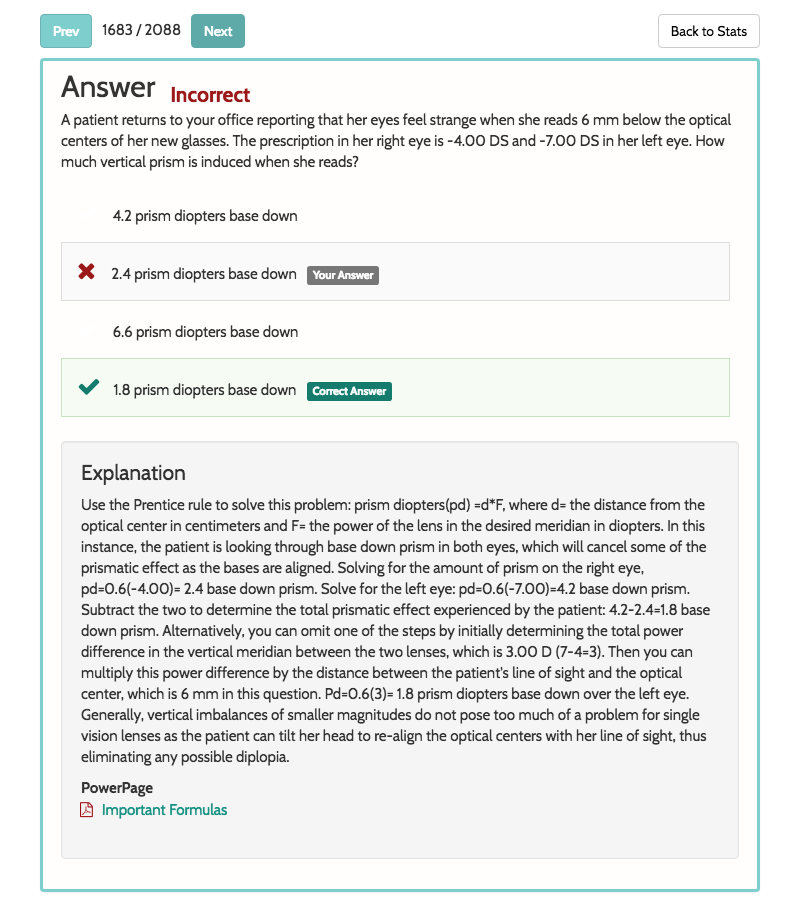 Prev 1683 / 2088 Next Back to Stats
Answer Incorrect
A patient returns to your office reporting that her eyes feel strange when she reads 6 mm below the optical
centers of her new glasses. The prescription in her right eye is -4.00 DS and -7.00 DS in her left eye. How
much vertical prism is induced when she reads?
4.2 prism diopters base down
2.4 prism diopters base down Your Answer
6.6 prism diopters base down
1.8 prism diopters base down Correct Answer
Explanation
Use the Prentice rule to solve this problem: prism diopters(pd) =d*F, where d= the distance from the
optical center in centimeters and F= the power of the lens in the desired meridian in diopters. In this
instance, the patient is looking through base down prism in both eyes, which will cancel some of the
prismatic effect as the bases are aligned. Solving for the amount of prism on the right eye,
pd=0.6(-4.00)= 2.4 base down prism. Solve for the left eye: pd=0.6(-7.00)=4.2 base down prism.
Subtract the two to determine the total prismatic effect experienced by the patient: 4.2-2.4=1.8 base
down prism. Alternatively, you can omit one of the steps by initially determining the total power
difference in the vertical meridian between the two lenses, which is 3.00 D (7-4=3). Then you can
multiply this power difference by the distance between the patient's line of sight and the optical
center, which is 6 mm in this question. Pd=0.6(3)= 1.8 prism diopters base down over the left eye.
Generally, vertical imbalances of smaller magnitudes do not pose too much of a problem for single
vision lenses as the patient can tilt her head to re-align the optical centers with her line of sight, thus
eliminating any possible diplopia.
PowerPage
Important Formulas